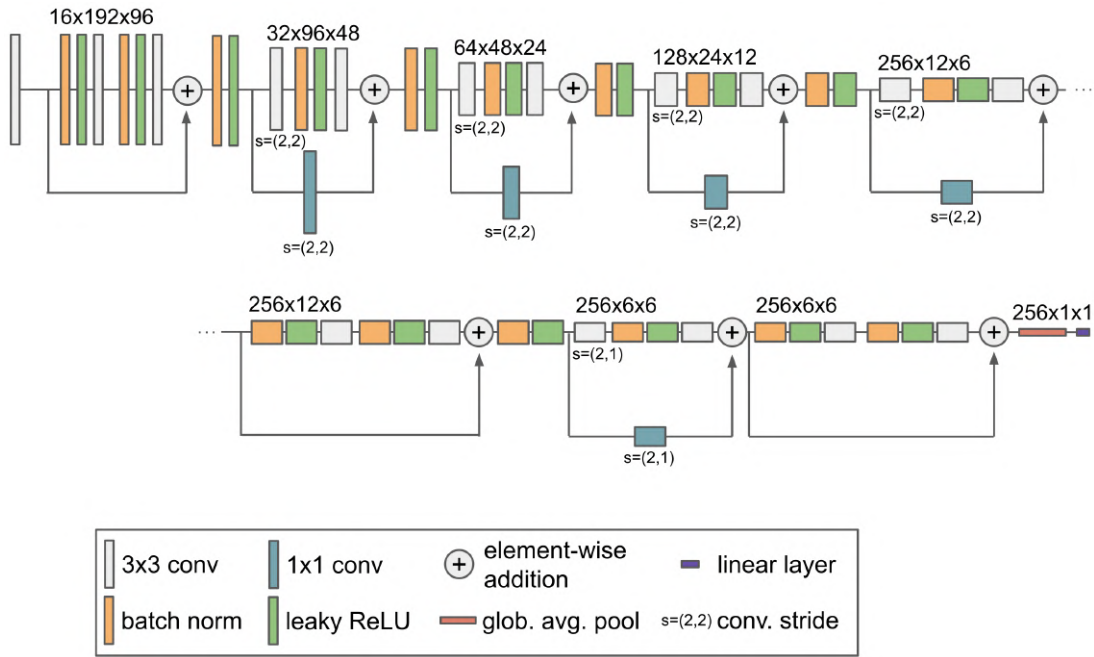 16x192x96
32x96x48
64x48x24
128x24x12
256x12x6
+ + + + + ...
s=(2,2) s=(2,2) s=(2,2) s=(2,2)
s=(2,2) s=(2,2) s=(2,2) s=(2,2)
256x12x6 256x6x6 256x6x6 256x1x1
... + + +
s=(2,1)
s=(2,1)
3x3 conv 1x1 conv + element-wise addition linear layer
batch norm leaky ReLU glob. avg. pool s=(2,2) conv. stride